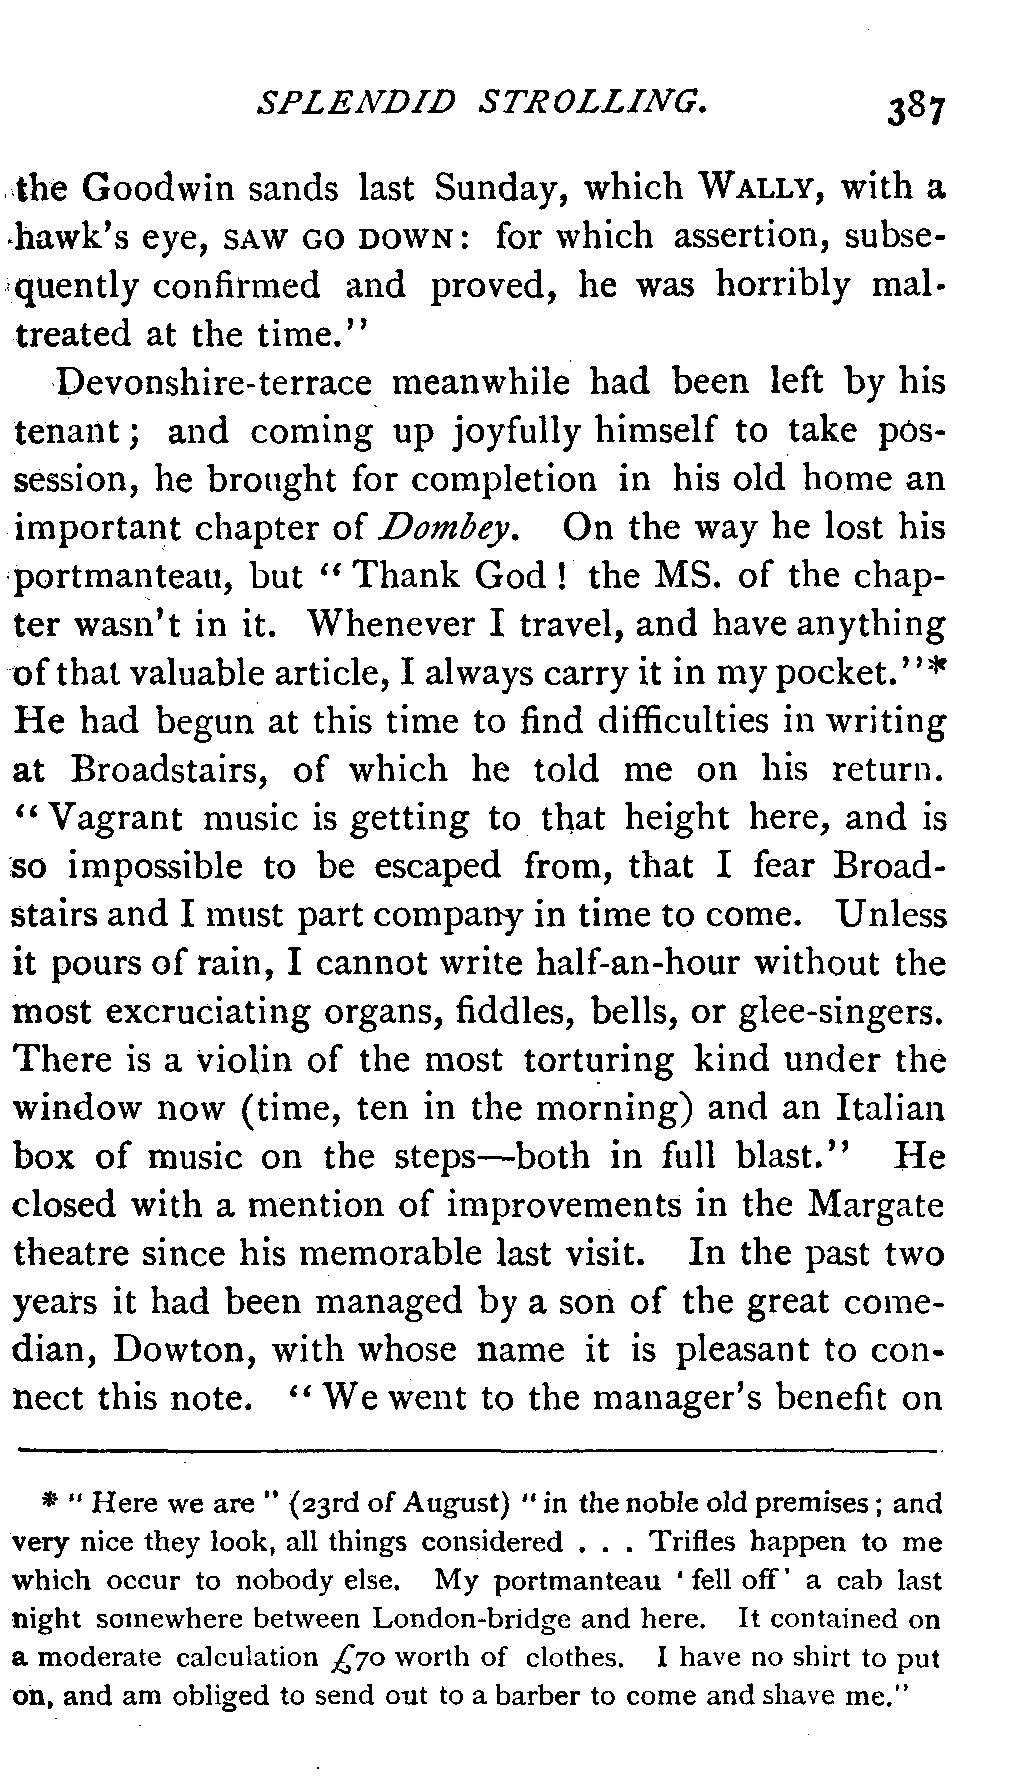 SPLENDID STROLLING. 387
the Goodwin sands last Sunday, which WALLY, with a
hawk's eye, SAW GO DOWN: for which assertion, subse-
quently confirmed and proved, he was horribly mal-
treated at the time."
Devonshire-terrace meanwhile had been left by his
tenant; and coming up joyfully himself to take pos-
session, he brought for completion in his old home an
important chapter of Dombey. On the way he lost his
portmanteau, but "Thank God! the MS. of the chap-
ter wasn't in it. Whenever I travel, and have anything
of that valuable article, I always carry it in my pocket."*
He had begun at this time to find difficulties in writing
at Broadstairs, of which he told me on his return.
"Vagrant music is getting to that height here, and is
so impossible to be escaped from, that I fear Broad-
stairs and I must part company in time to come. Unless
it pours of rain, I cannot write half-an-hour without the
most excruciating organs, fiddles, bells, or glee-singers.
There is a violin of the most torturing kind under the
window now (time, ten in the morning) and an Italian
box of music on the steps—both in full blast." He
closed with a mention of improvements in the Margate
theatre since his memorable last visit. In the past two
years it had been managed by a son of the great come-
dian, Dowton, with whose name it is pleasant to con-
nect this note. "We went to the manager's benefit on
* "Here we are" (23rd of August) "in the noble old premises; and
very nice they look, all things considered . . . Trifles happen to me
which occur to nobody else. My portmanteau 'fell off' a cab last
night somewhere between London-bridge and here. It contained on
a moderate calculation £70 worth of clothes. I have no shirt to put
on, and am obliged to send out to a barber to come and shave me."